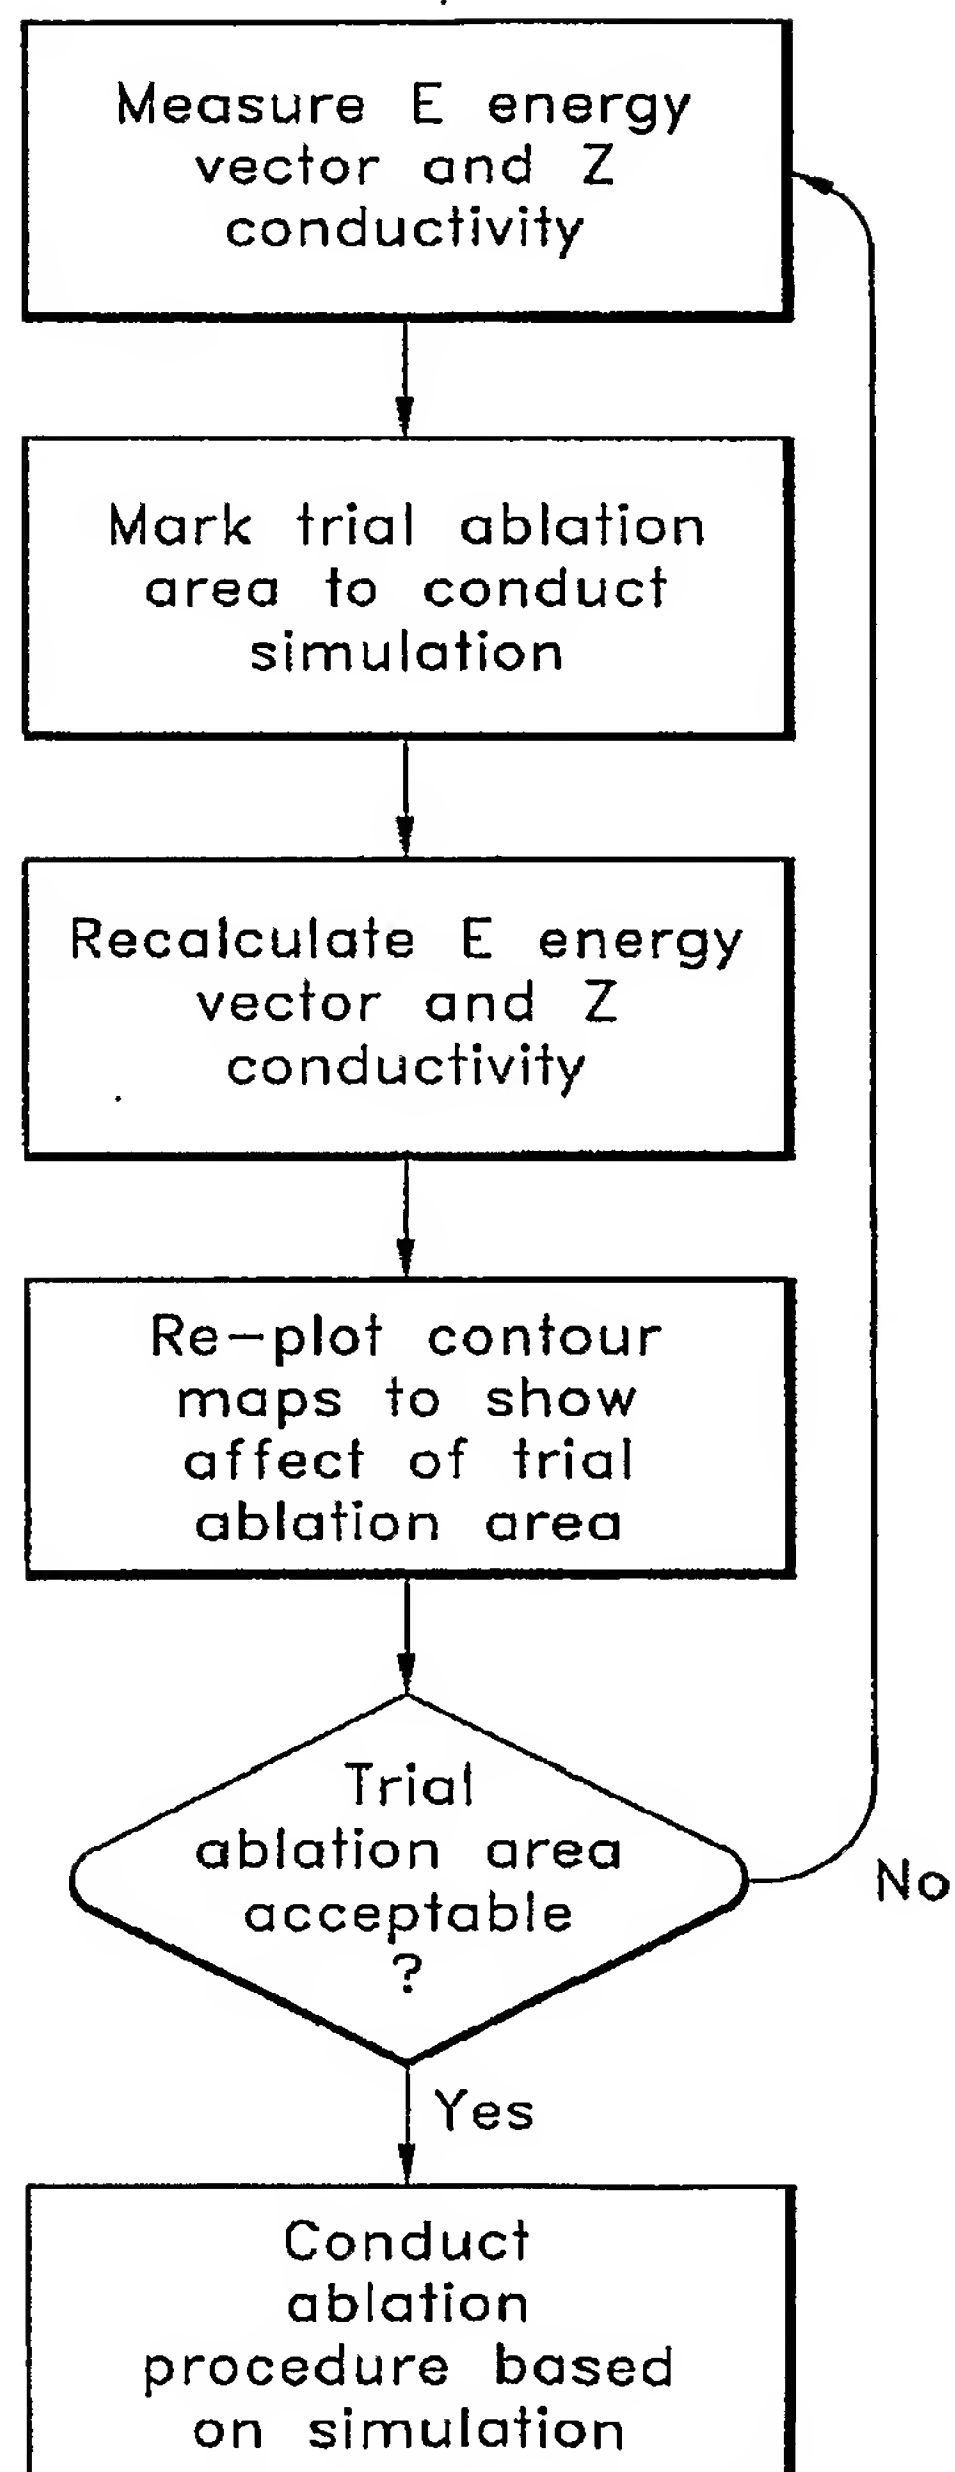 Measure E energy
vector and Z
conductivity
Mark trial ablation
area to conduct
simulation
Recalculate E energy
vector and Z
conductivity
Re-plot contour
maps to show
affect of trial
ablation area
Trial
ablation area
acceptable
?
No
Yes
Conduct
ablation
procedure based
on simulation